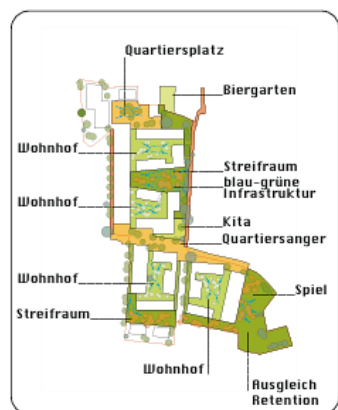 Quartiersplatz
Biergarten
Wohnhof
Streifraum
blau-grüne
Infrastruktur
Wohnhof
Kita
Quartiersanger
Wohnhof
Spiel
Streifraum
Wohnhof
Ausgleich
Retention